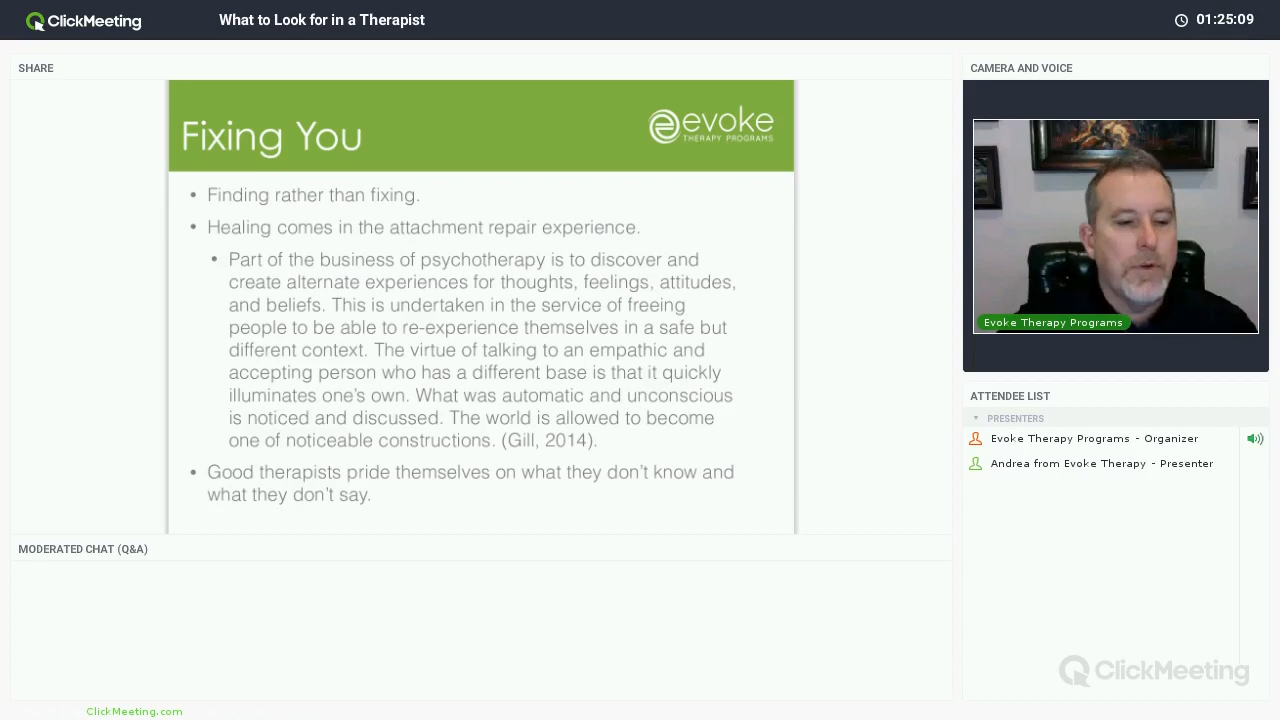 ClickMeeting
What to Look for in a Therapist
01:25:09
SHARE
Fixing You
evoke
THERAPY PROGRAMS
• Finding rather than fixing.
• Healing comes in the attachment repair experience.
• Part of the business of psychotherapy is to discover and
create alternate experiences for thoughts, feelings, attitudes,
and beliefs. This is undertaken in the service of freeing
people to be able to re-experience themselves in a safe but
different context. The virtue of talking to an empathic and
accepting person who has a different base is that it quickly
illuminates one's own. What was automatic and unconscious
is noticed and discussed. The world is allowed to become
one of noticeable constructions. (Gill, 2014).
• Good therapists pride themselves on what they don't know and
what they don't say.
MODERATED CHAT (Q&A)
CAMERA AND VOICE
Evoke Therapy Programs
ATTENDEE LIST
PRESENTERS
Evoke Therapy Programs - Organizer
Andrea from Evoke Therapy - Presenter
ClickMeeting
ClickMeeting.com